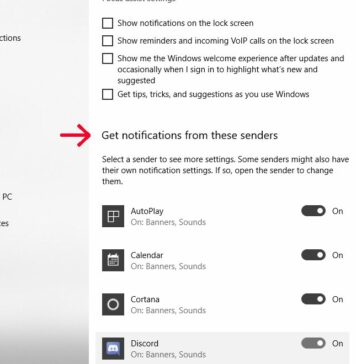 Focus assist settings
Show notifications on the lock screen
ctions
Show reminders and incoming VoIP calls on the lock screen
Show me the Windows welcome experience after updates and
occasionally when I sign in to highlight what's new and
suggested
Get tips, tricks, and suggestions as you use Windows
Get notifications from these senders
Select a sender to see more settings. Some senders might also have
their own notification settings. If so, open the sender to change
them.
PC
AutoPlay
On
On: Banners, Sounds
es
Calendar
On
On: Banners, Sounds
Cortana
On
On: Banners, Sounds
Discord
On
On: Banners, Sounds